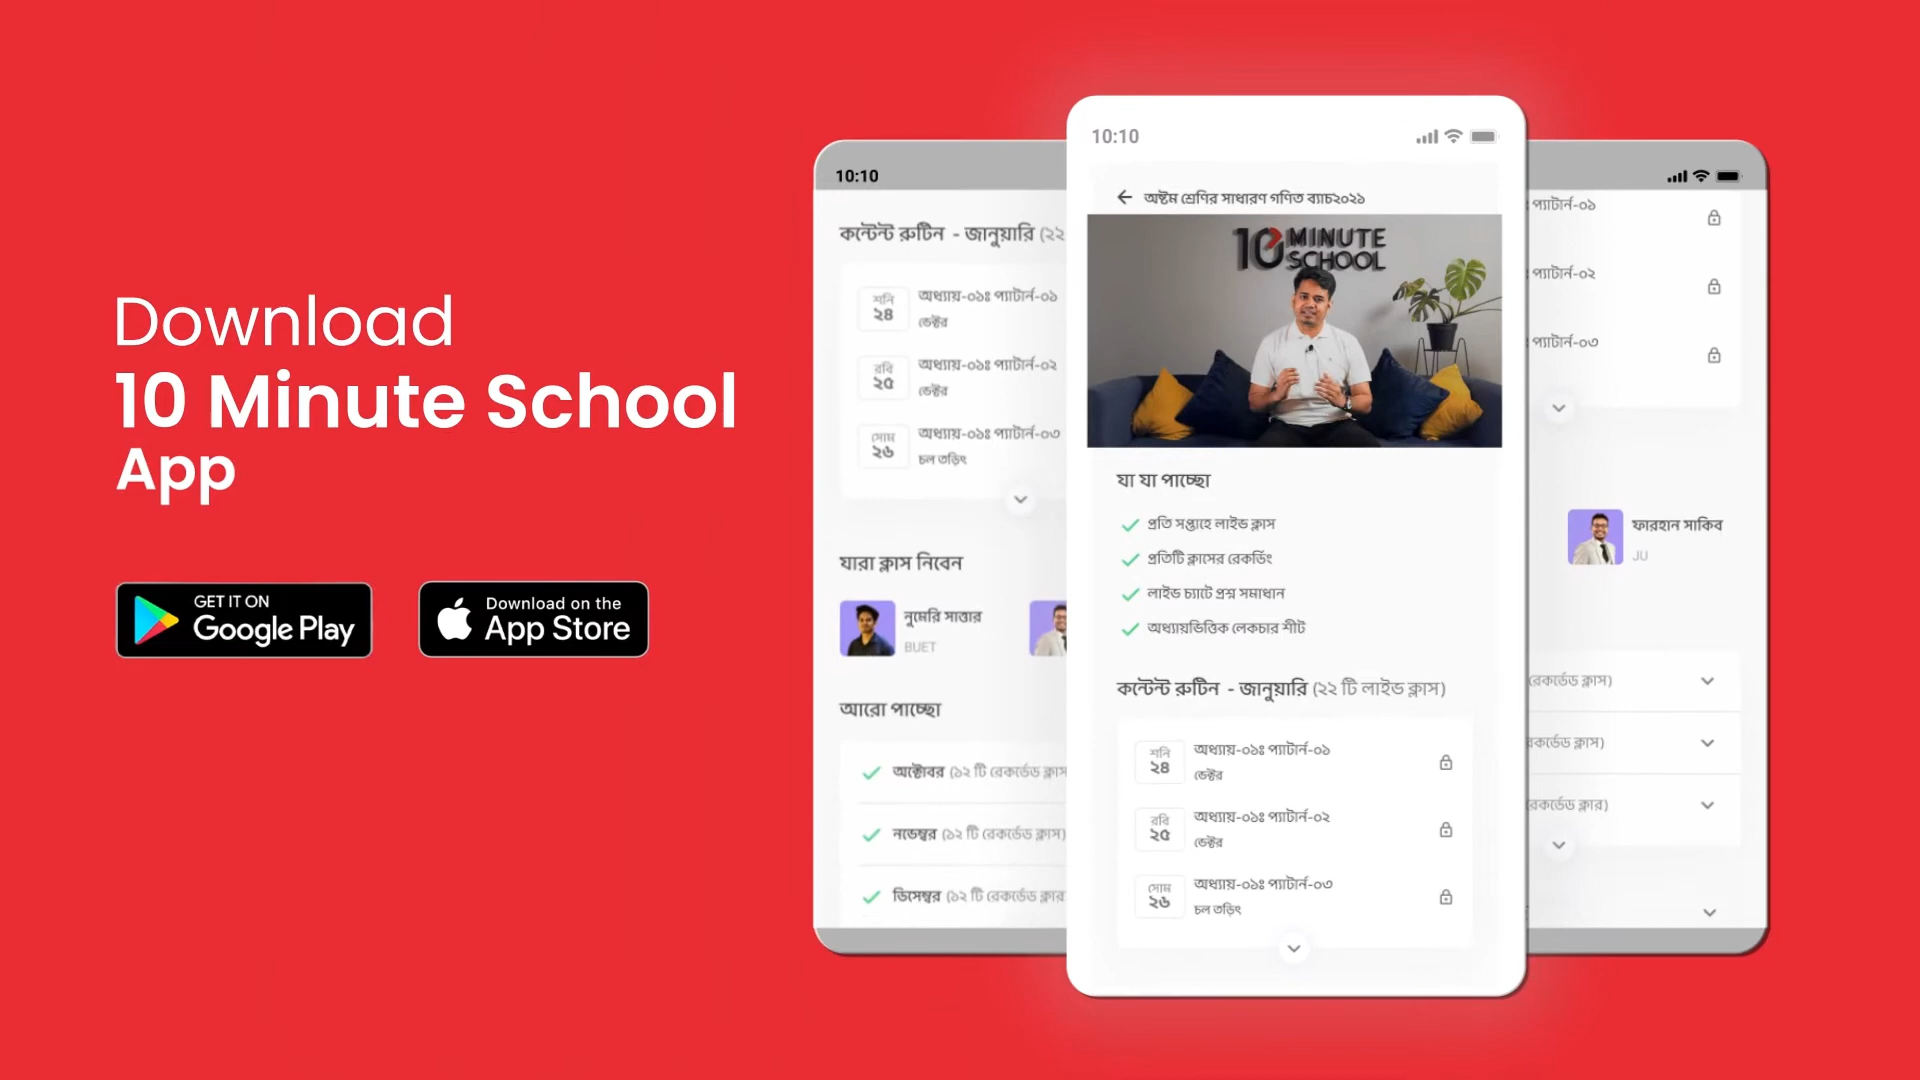 Download
10 Minute School
App
GET IT ON
Google Play
Download on the
App Store
10:10
কন্টেন্ট রুটিন - জানুয়ারি (২২
শনি
২৪
অধ্যায়-০১ঃ প্যাটার্ন-০১
ভেক্টর
রবি
২৫
অধ্যায়-০১ঃ প্যাটার্ন-০২
ভেক্টর
সোম
২৬
অধ্যায়-০১ঃ প্যাটার্ন-০৩
চল তড়িৎ
যারা ক্লাস নিবেন
নুমেরি সাত্তার
BUET
আরো পাচ্ছো
অক্টোবর (১২ টি রেকর্ডেড ক্লাস
নভেম্বর (১২ টি রেকর্ডেড ক্লাস)
ডিসেম্বর (১২ টি রেকর্ডেড ক্লার
10:10
অষ্টম শ্রেণির সাধারণ গণিত ব্যাচ২০২১
10 MINUTE
SCHOOL
যা যা পাচ্ছো
প্রতি সপ্তাহে লাইভ ক্লাস
প্রতিটি ক্লাসের রেকর্ডিং
লাইভ চ্যাটে প্রশ্ন সমাধান
অধ্যায়ভিত্তিক লেকচার শীট
কন্টেন্ট রুটিন - জানুয়ারি (২২ টি লাইভ ক্লাস)
শনি
২৪
অধ্যায়-০১ঃ প্যাটার্ন-০১
ভেক্টর
রবি
২৫
অধ্যায়-০১ঃ প্যাটার্ন-০২
ভেক্টর
সোম
২৬
অধ্যায়-০১ঃ প্যাটার্ন-০৩
চল তড়িৎ
প্যাটার্ন-০১
প্যাটার্ন-০২
প্যাটার্ন-০৩
ফারহান সাকিব
JU
রেকর্ডেড ক্লাস)
রেকর্ডেড ক্লাস)
রেকর্ডেড ক্লার)